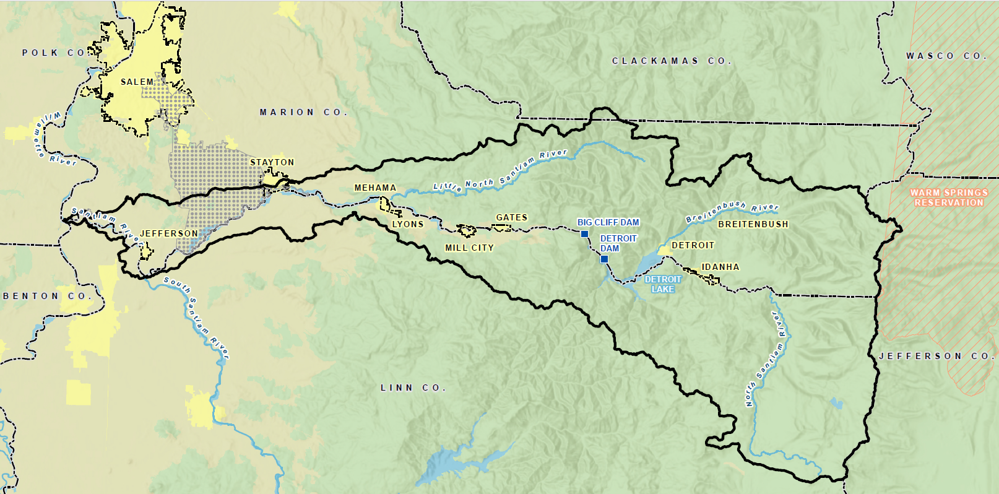 POLK CO.
CLACKAMAS CO.
WASCO CO.
SALEM
MARION CO.
Willamette River
STAYTON
Little North Santiam River
MEHAMA
WARM SPRINGS
RESERVATION
Santiam River
LYONS
GATES
Breitenbush River
BREITENBUSH
BIG CLIFF DAM
JEFFERSON
MILL CITY
DETROIT
DAM
DETROIT
IDANHA
DETROIT
LAKE
BENTON CO.
South Santiam River
North Santiam River
JEFFERSON CO.
LINN CO.